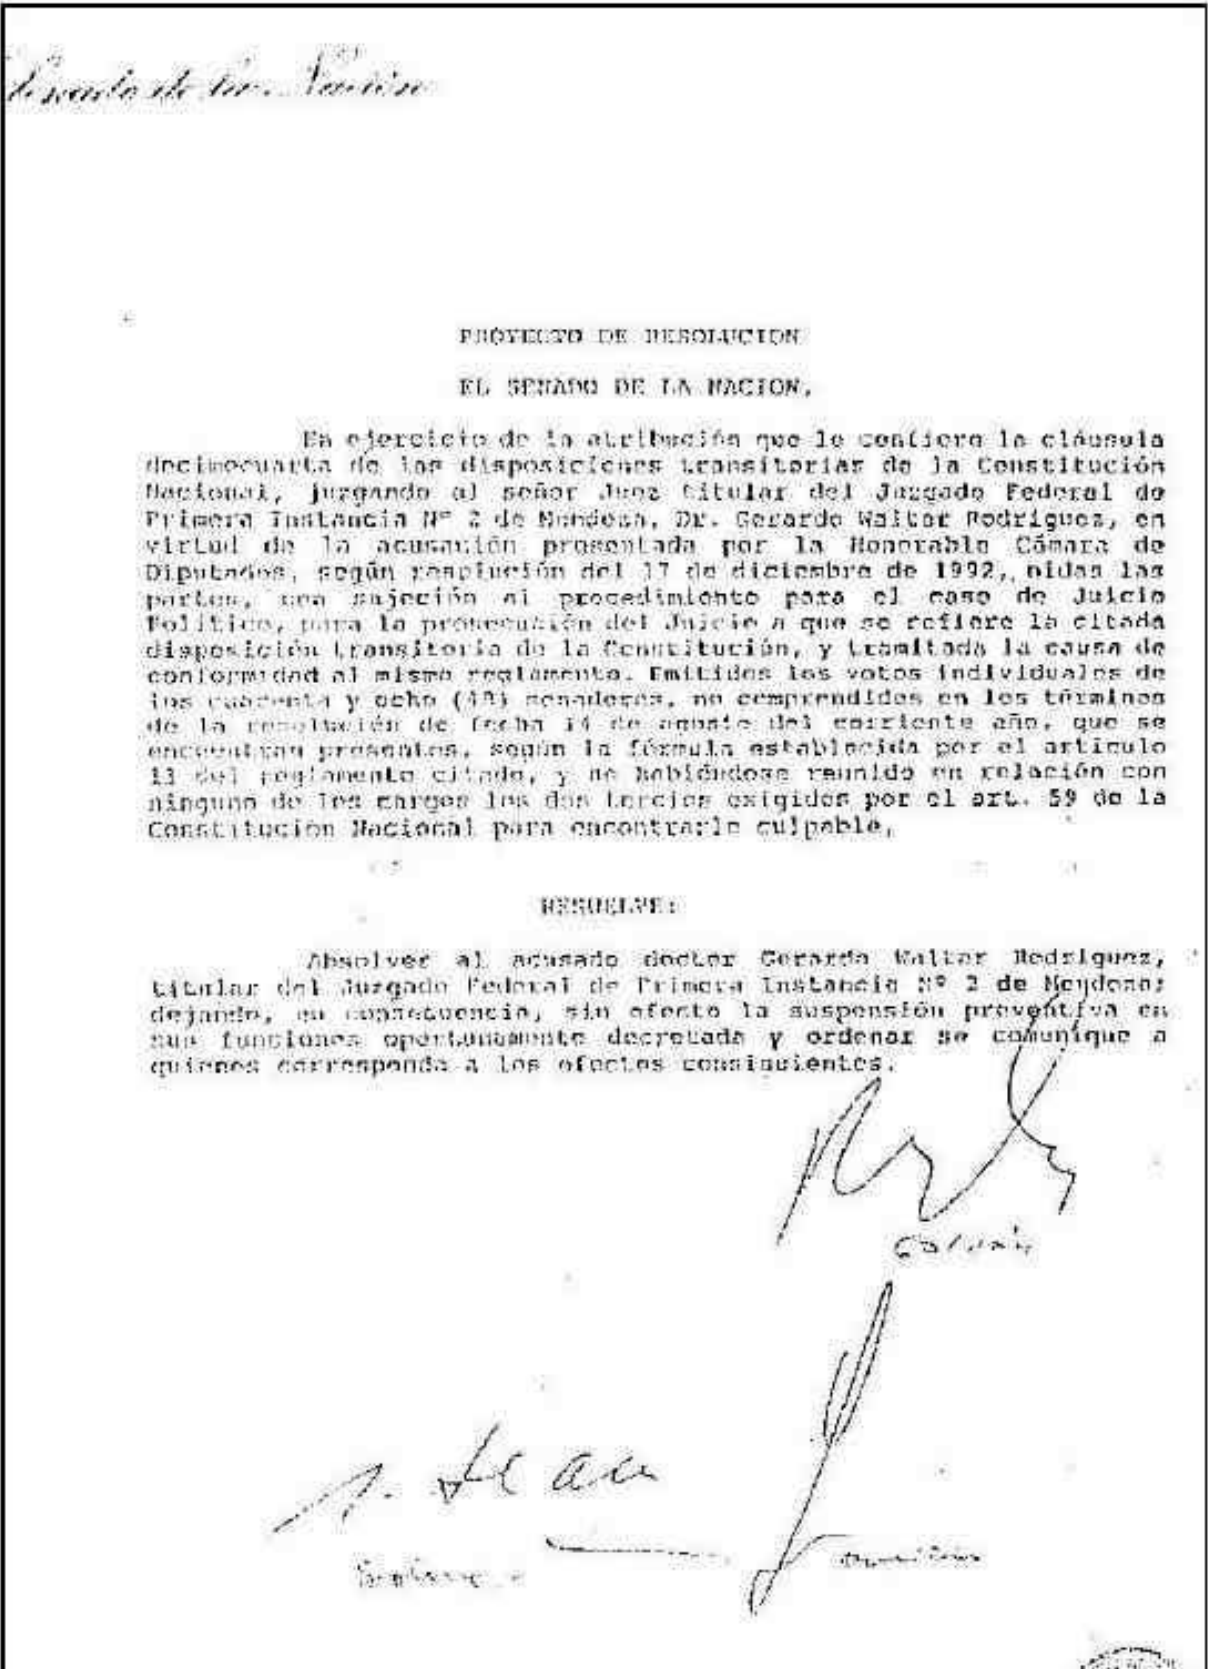 Senado de la Nación
PROYECTO DE RESOLUCION
EL SENADO DE LA NACION,
En ejercicio de la atribución que le confiere la cláusula
decimocuarta de las disposiciones transitorias de la Constitución
Nacional, juzgando al señor Juez titular del Juzgado Federal de
Primera Instancia Nº 2 de Mendoza, Dr. Gerardo Walter Rodríguez, en
virtud de la acusación presentada por la Honorable Cámara de
Diputados, según resolución del 17 de diciembre de 1992, oídas las
partes, con sujeción al procedimiento para el caso de Juicio
Político, para la prosecución del Juicio a que se refiere la citada
disposición transitoria de la Constitución, y tramitada la causa de
conformidad al mismo reglamento. Emitidos los votos individuales de
los cuarenta y ocho (48) senadores, no comprendidos en los términos
de la resolución de fecha 14 de agosto del corriente año, que se
encuentran presentes, según la fórmula establecida por el artículo
13 del reglamento citado, y no habiéndose reunido en relación con
ninguno de los cargos los dos tercios exigidos por el art. 59 de la
Constitución Nacional para encontrarle culpable,
RESUELVE:
Absolver al acusado doctor Gerardo Walter Rodríguez,
titular del Juzgado Federal de Primera Instancia Nº 2 de Mendoza;
dejando, en consecuencia, sin efecto la suspensión preventiva en
sus funciones oportunamente decretada y ordenar se comunique a
quienes corresponda a los efectos consiguientes.